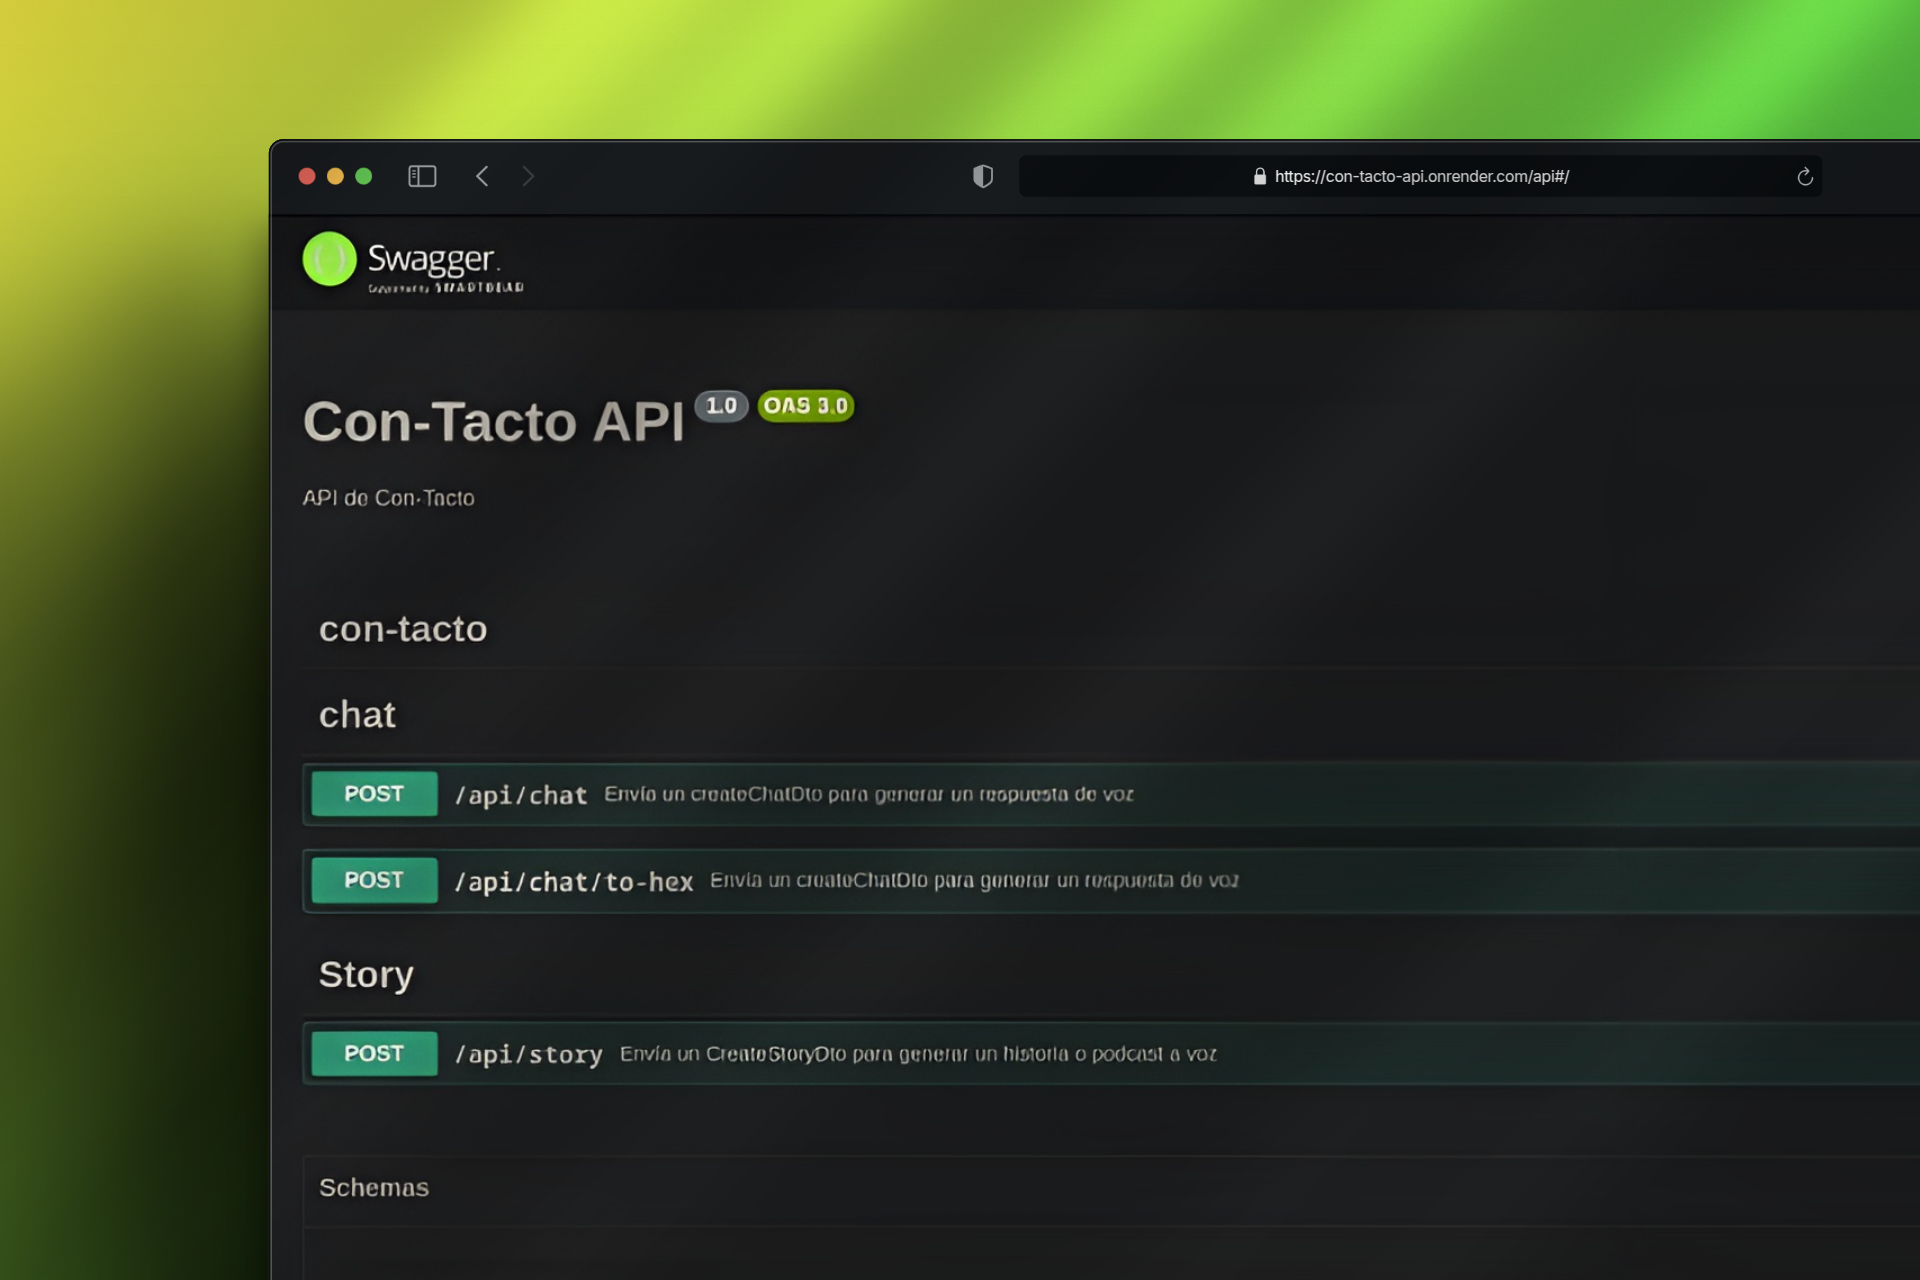 https://con-tacto-api.onrender.com/api#/
Swagger.
SMARTBEAR
Con-Tacto API 1.0 OAS 3.0
API de Con-Tacto
con-tacto
chat
POST /api/chat Envía un createChatDto para generar un respuesta de voz
POST /api/chat/to-hex Envía un createChatDto para generar un respuesta de voz
Story
POST /api/story Envía un CreateStoryDto para generar un historia o podcast a voz
Schemas